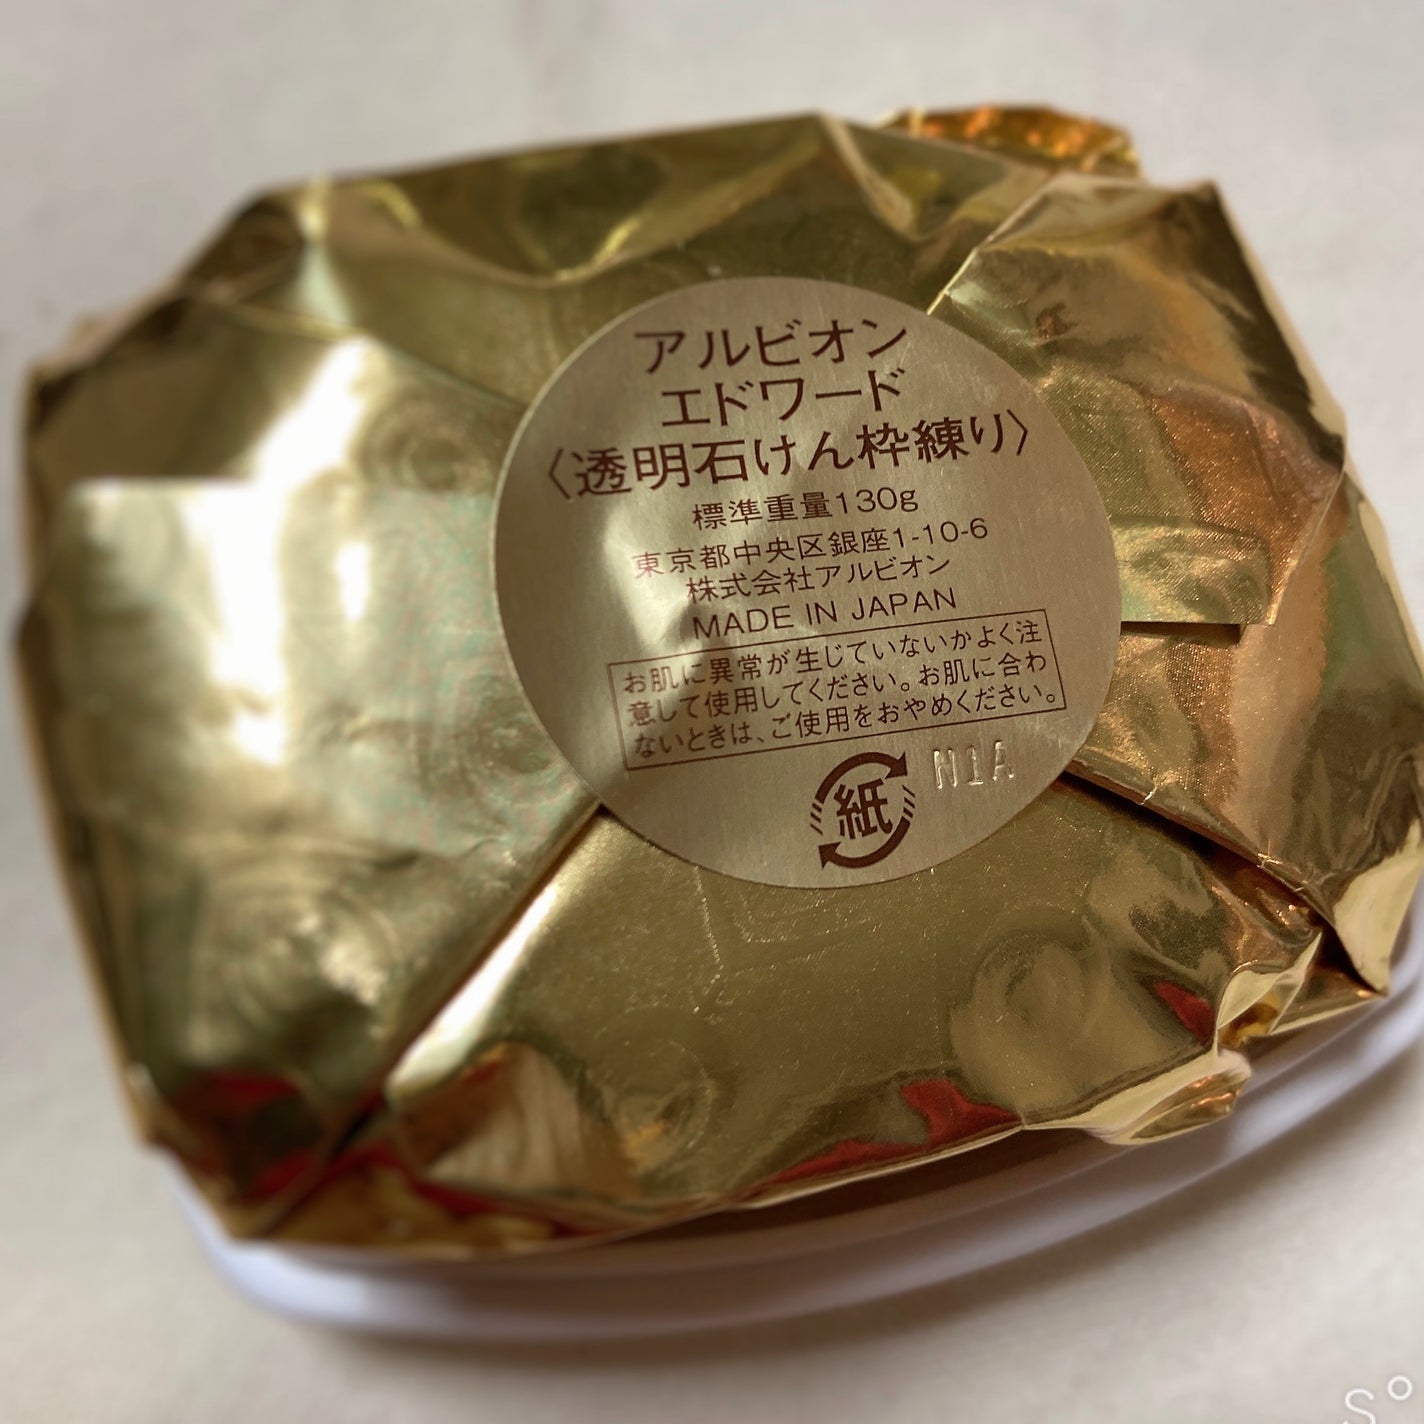 アルビオン
エドワード
〈透明石けん枠練り〉
標準重量130g
東京都中央区銀座1-10-6
株式会社アルビオン
MADE IN JAPAN
お肌に異常が生じていないかよく注
意して使用してください。お肌に合わ
ないときは、ご使用をおやめください。
紙
N1A
S°